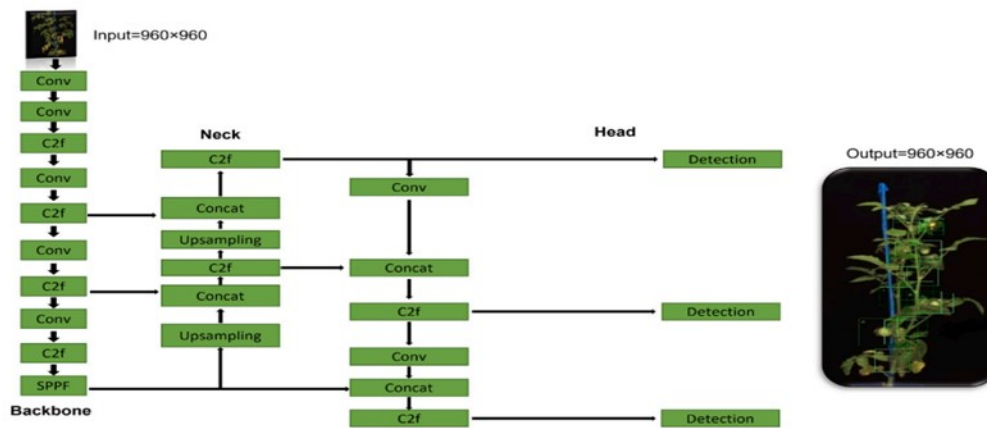 Input=960×960
Conv
Conv
C2f
Conv
C2f
Conv
C2f
Conv
C2f
SPPF
Backbone
Neck
C2f
Concat
Upsampling
C2f
Concat
Upsampling
Head
Conv
Concat
C2f
Conv
Concat
C2f
Detection
Detection
Detection
Output=960×960